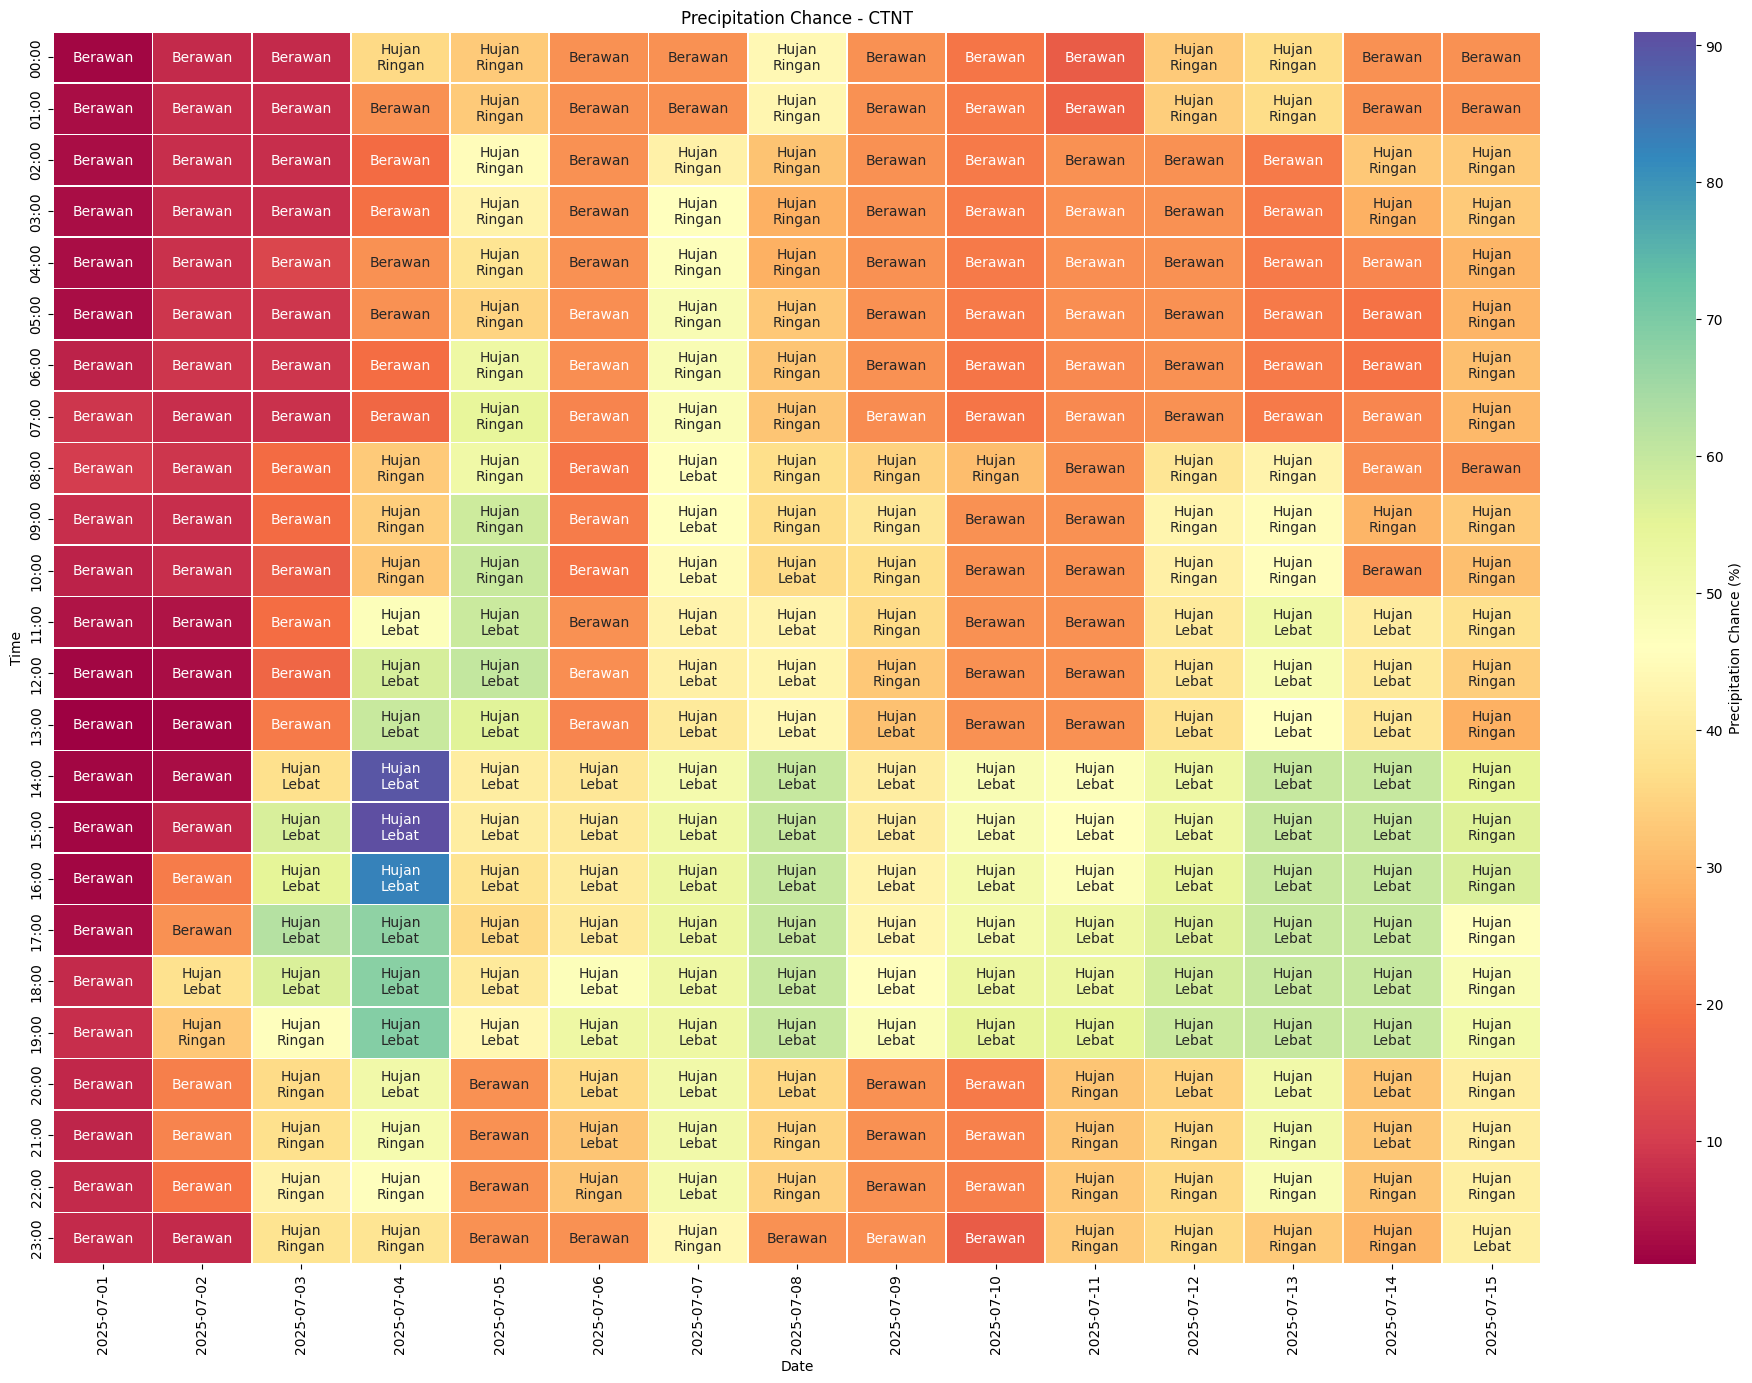 Precipitation Chance - CTNT
00:00 Berawan Berawan Berawan Hujan Ringan Hujan Ringan Berawan Berawan Hujan Ringan Berawan Berawan Berawan Hujan Ringan Hujan Ringan Berawan Berawan
01:00 Berawan Berawan Berawan Berawan Hujan Ringan Berawan Berawan Hujan Ringan Berawan Berawan Berawan Hujan Ringan Hujan Ringan Berawan Berawan
02:00 Berawan Berawan Berawan Berawan Hujan Ringan Berawan Hujan Ringan Hujan Ringan Berawan Berawan Berawan Berawan Berawan Hujan Ringan Hujan Ringan
03:00 Berawan Berawan Berawan Berawan Hujan Ringan Berawan Hujan Ringan Hujan Ringan Berawan Berawan Berawan Berawan Berawan Hujan Ringan Hujan Ringan
04:00 Berawan Berawan Berawan Berawan Hujan Ringan Berawan Hujan Ringan Hujan Ringan Berawan Berawan Berawan Berawan Berawan Berawan Hujan Ringan
05:00 Berawan Berawan Berawan Berawan Hujan Ringan Berawan Hujan Ringan Hujan Ringan Berawan Berawan Berawan Berawan Berawan Berawan Hujan Ringan
06:00 Berawan Berawan Berawan Berawan Hujan Ringan Berawan Hujan Ringan Hujan Ringan Berawan Berawan Berawan Berawan Berawan Berawan Hujan Ringan
07:00 Berawan Berawan Berawan Berawan Hujan Ringan Berawan Hujan Ringan Hujan Ringan Berawan Berawan Berawan Berawan Berawan Berawan Hujan Ringan
08:00 Berawan Berawan Berawan Hujan Ringan Hujan Ringan Berawan Hujan Lebat Hujan Ringan Hujan Ringan Hujan Ringan Berawan Hujan Ringan Hujan Ringan Berawan Berawan
09:00 Berawan Berawan Berawan Hujan Ringan Hujan Ringan Berawan Hujan Lebat Hujan Ringan Hujan Ringan Berawan Berawan Hujan Ringan Hujan Ringan Hujan Ringan Hujan Ringan
10:00 Berawan Berawan Berawan Hujan Ringan Hujan Ringan Berawan Hujan Lebat Hujan Lebat Hujan Ringan Berawan Berawan Hujan Ringan Hujan Ringan Berawan Hujan Ringan
11:00 Berawan Berawan Berawan Hujan Lebat Hujan Lebat Berawan Hujan Lebat Hujan Lebat Hujan Ringan Berawan Berawan Hujan Lebat Hujan Lebat Hujan Lebat Hujan Ringan
12:00 Berawan Berawan Berawan Hujan Lebat Hujan Lebat Berawan Hujan Lebat Hujan Lebat Hujan Ringan Berawan Berawan Hujan Lebat Hujan Lebat Hujan Lebat Hujan Ringan
13:00 Berawan Berawan Berawan Hujan Lebat Hujan Lebat Berawan Hujan Lebat Hujan Lebat Hujan Lebat Berawan Berawan Hujan Lebat Hujan Lebat Hujan Lebat Hujan Ringan
14:00 Berawan Berawan Hujan Lebat Hujan Lebat Hujan Lebat Hujan Lebat Hujan Lebat Hujan Lebat Hujan Lebat Hujan Lebat Hujan Lebat Hujan Lebat Hujan Lebat Hujan Lebat Hujan Ringan
15:00 Berawan Berawan Hujan Lebat Hujan Lebat Hujan Lebat Hujan Lebat Hujan Lebat Hujan Lebat Hujan Lebat Hujan Lebat Hujan Lebat Hujan Lebat Hujan Lebat Hujan Lebat Hujan Ringan
16:00 Berawan Berawan Hujan Lebat Hujan Lebat Hujan Lebat Hujan Lebat Hujan Lebat Hujan Lebat Hujan Lebat Hujan Lebat Hujan Lebat Hujan Lebat Hujan Lebat Hujan Lebat Hujan Ringan
17:00 Berawan Berawan Hujan Lebat Hujan Lebat Hujan Lebat Hujan Lebat Hujan Lebat Hujan Lebat Hujan Lebat Hujan Lebat Hujan Lebat Hujan Lebat Hujan Lebat Hujan Lebat Hujan Ringan
18:00 Berawan Hujan Lebat Hujan Lebat Hujan Lebat Hujan Lebat Hujan Lebat Hujan Lebat Hujan Lebat Hujan Lebat Hujan Lebat Hujan Lebat Hujan Lebat Hujan Lebat Hujan Lebat Hujan Ringan
19:00 Berawan Hujan Ringan Hujan Ringan Hujan Lebat Hujan Lebat Hujan Lebat Hujan Lebat Hujan Lebat Hujan Lebat Hujan Lebat Hujan Lebat Hujan Lebat Hujan Lebat Hujan Lebat Hujan Ringan
20:00 Berawan Berawan Hujan Ringan Hujan Lebat Berawan Hujan Lebat Hujan Lebat Hujan Lebat Berawan Berawan Hujan Ringan Hujan Lebat Hujan Lebat Hujan Lebat Hujan Ringan
21:00 Berawan Berawan Hujan Ringan Hujan Ringan Berawan Hujan Lebat Hujan Lebat Hujan Ringan Berawan Berawan Hujan Ringan Hujan Ringan Hujan Ringan Hujan Lebat Hujan Ringan
22:00 Berawan Berawan Hujan Ringan Hujan Ringan Berawan Hujan Ringan Hujan Lebat Hujan Ringan Berawan Berawan Hujan Ringan Hujan Ringan Hujan Ringan Hujan Ringan Hujan Ringan
23:00 Berawan Berawan Hujan Ringan Hujan Ringan Berawan Berawan Hujan Ringan Berawan Berawan Berawan Hujan Ringan Hujan Ringan Hujan Ringan Hujan Ringan Hujan Lebat
Time
2025-07-01 2025-07-02 2025-07-03 2025-07-04 2025-07-05 2025-07-06 2025-07-07 2025-07-08 2025-07-09 2025-07-10 2025-07-11 2025-07-12 2025-07-13 2025-07-14 2025-07-15
Date
90
80
70
60
50
40
30
20
10
Precipitation Chance (%)